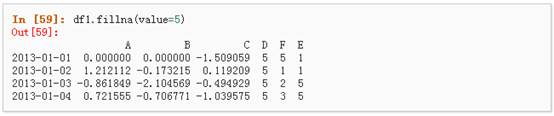 In [59]: df1.fillna(value=5)
Out[59]:
A B C D F E
2013-01-01 0.000000 0.000000 -1.509059 5 5 1
2013-01-02 1.212112 -0.173215 0.119209 5 1 1
2013-01-03 -0.861849 -2.104569 -0.494929 5 2 5
2013-01-04 0.721555 -0.706771 -1.039575 5 3 5